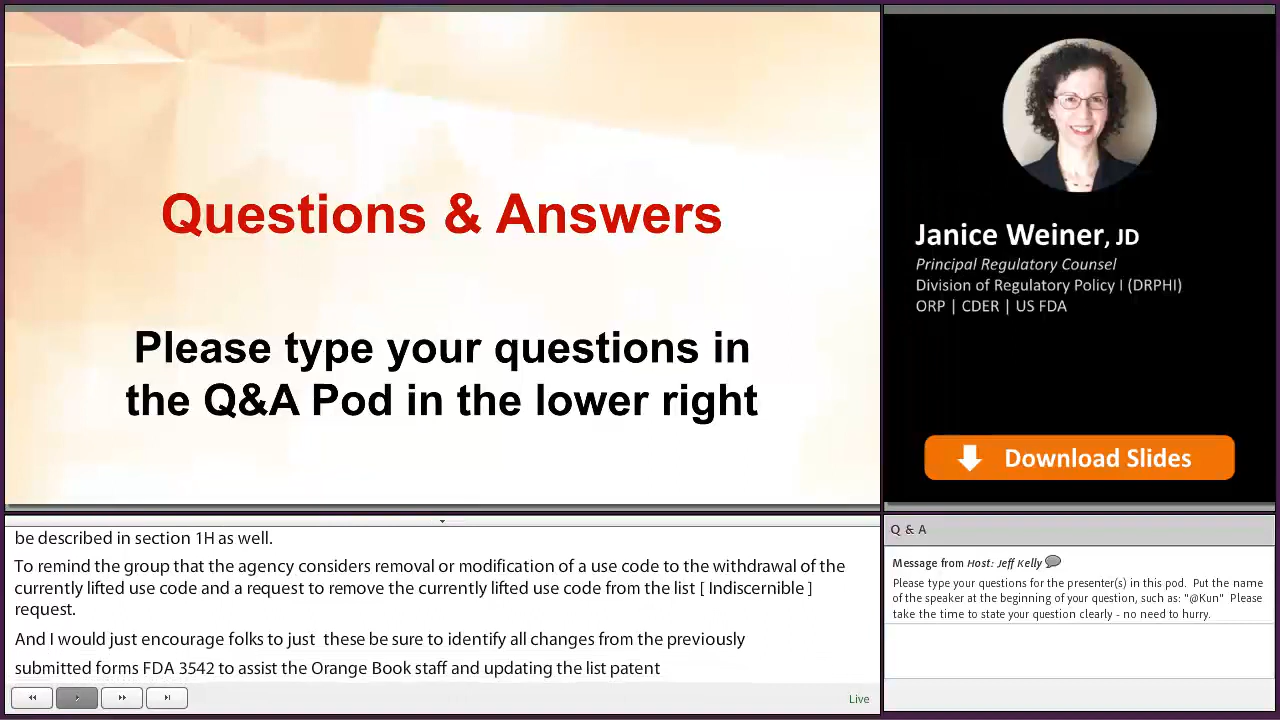 Questions & Answers
Please type your questions in
the Q&A Pod in the lower right
Janice Weiner, JD
Principal Regulatory Counsel
Division of Regulatory Policy I (DRPHI)
ORP | CDER | US FDA
Download Slides
be described in section 1H as well.
To remind the group that the agency considers removal or modification of a use code to the withdrawal of the
currently lifted use code and a request to remove the currently lifted use code from the list [ Indiscernible ]
request.
And I would just encourage folks to just these be sure to identify all changes from the previously
submitted forms FDA 3542 to assist the Orange Book staff and updating the list patent
Live
Q & A
Message from Host: Jeff Kelly
Please type your questions for the presenter(s) in this pod. Put the name
of the speaker at the beginning of your question, such as: "@Kun" Please
take the time to state your question clearly - no need to hurry.